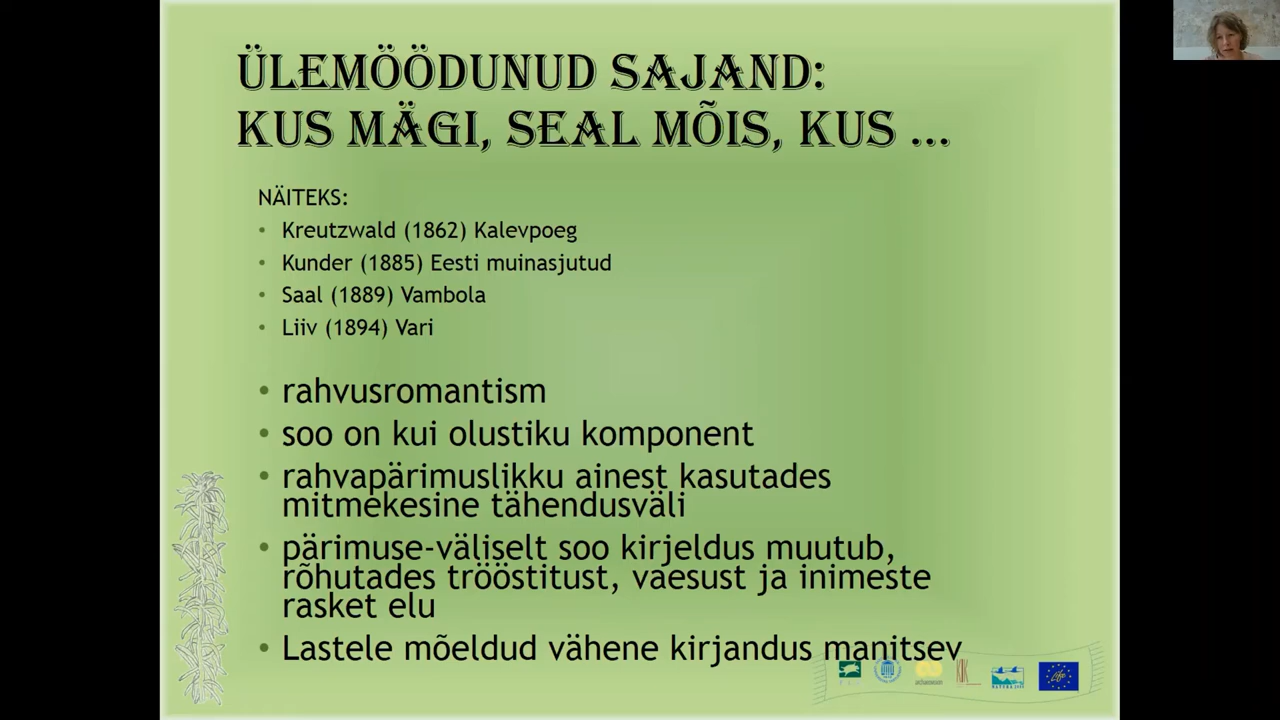 ÜLEMÖÖDUNUD SAJAND:
KUS MÄGI, SEAL MÕIS, KUS ...
NÄITEKS:
• Kreutzwald (1862) Kalevpoeg
• Kunder (1885) Eesti muinasjutud
• Saal (1889) Vambola
• Liiv (1894) Vari
• rahvusromantism
• soo on kui olustiku komponent
• rahvapärimuslikku ainest kasutades
mitmekesine tähendusväli
• pärimuse-väliselt soo kirjeldus muutub,
rõhutades trööstitust, vaesust ja inimeste
rasket elu
• Lastele mõeldud vähene kirjandus manitsev